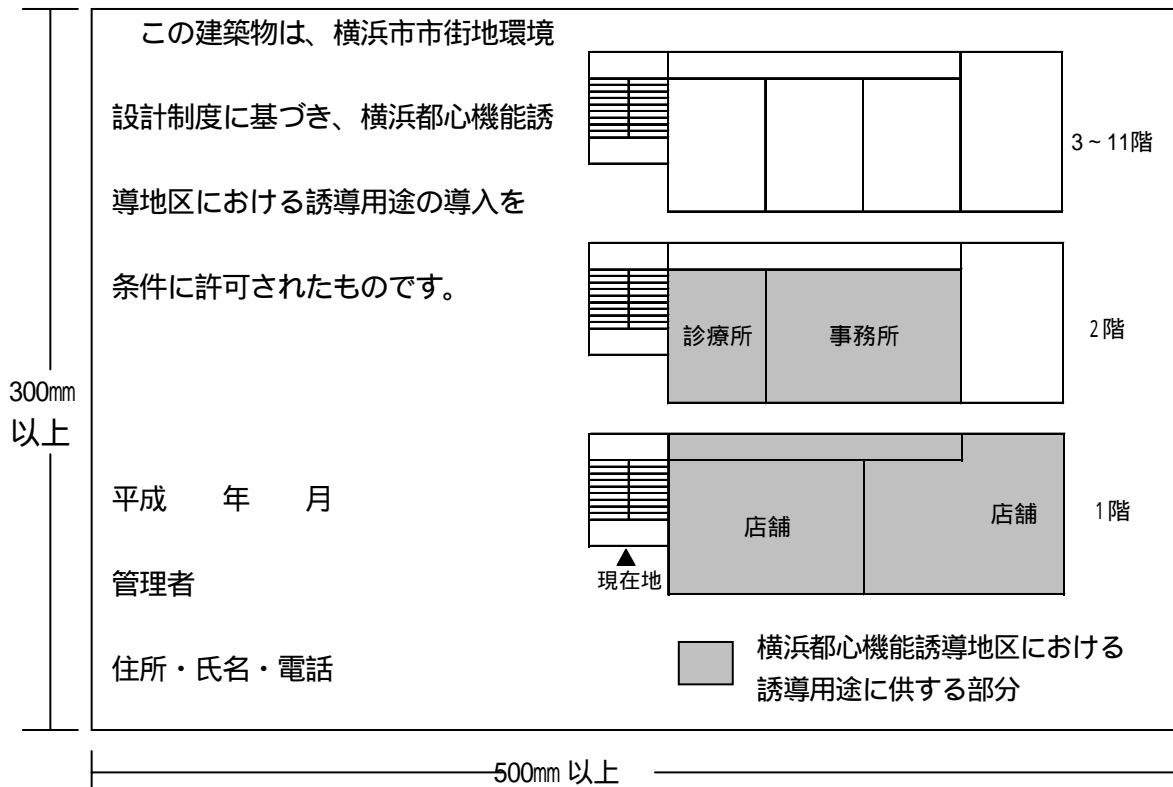 この建築物は、横浜市市街地環境
設計制度に基づき、横浜都心機能誘
導地区における誘導用途の導入を
条件に許可されたものです。
平成　　年　　月
管理者
住所・氏名・電話
3～11階
診療所
事務所
2階
店舗
店舗
1階
現在地
横浜都心機能誘導地区における
誘導用途に供する部分
300㎜
以上
500㎜ 以上